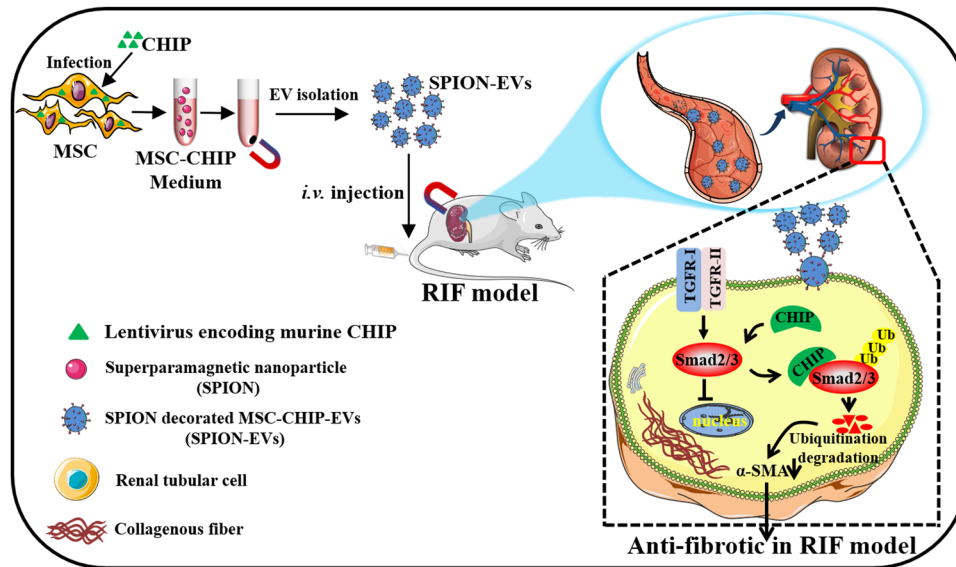 CHIP
Infection
MSC
MSC-CHIP
Medium
EV isolation
SPION-EVs
i.v. injection
RIF model
Lentivirus encoding murine CHIP
Superparamagnetic nanoparticle
(SPION)
SPION decorated MSC-CHIP-EVs
(SPION-EVs)
Renal tubular cell
Collagenous fiber
TGFR-I
TGFR-II
CHIP
Smad2/3
CHIP
Smad2/3
Ub
Ub
Ub
nucleus
Ubiquitination
degradation
α-SMA
Anti-fibrotic in RIF model